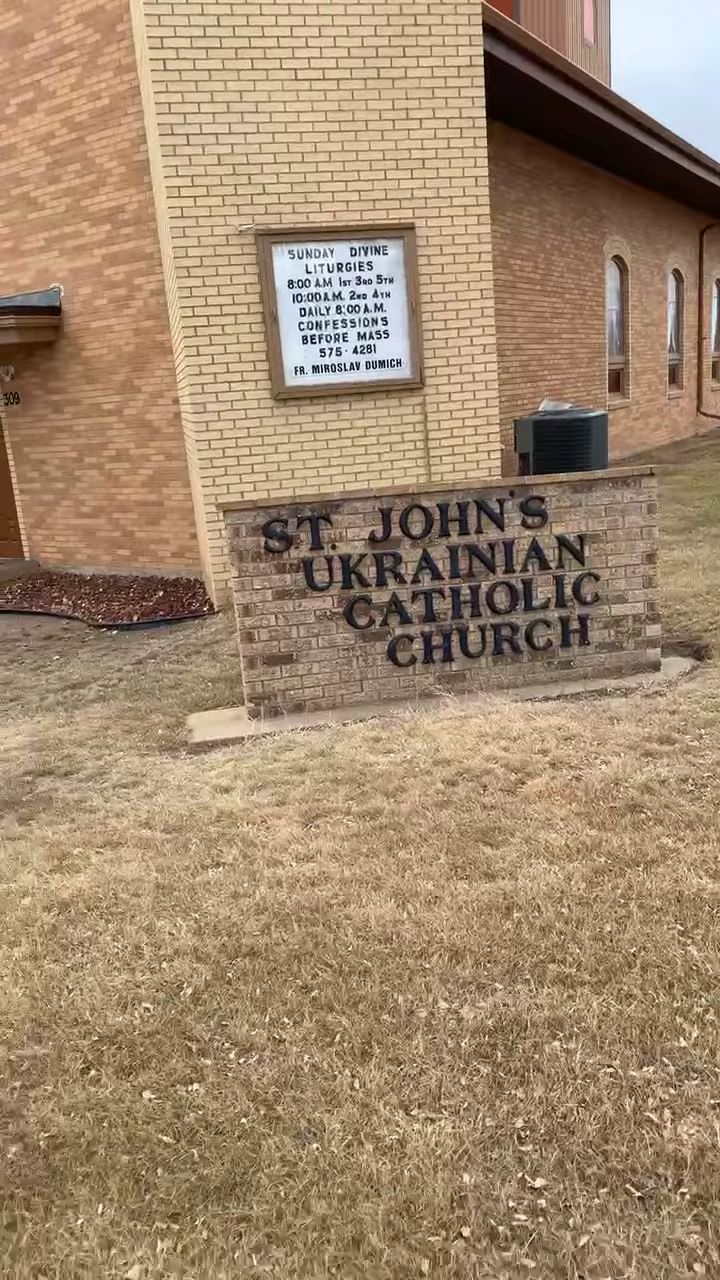 SUNDAY DIVINE
LITURGIES
8:00 A.M 1ST 3RD 5TH
10:00 A.M. 2ND 4TH
DAILY 8:00 A.M.
CONFESSIONS
BEFORE MASS
575-4281
FR. MIROSLAV DUMICH
309
ST. JOHN'S
UKRAINIAN
CATHOLIC
CHURCH